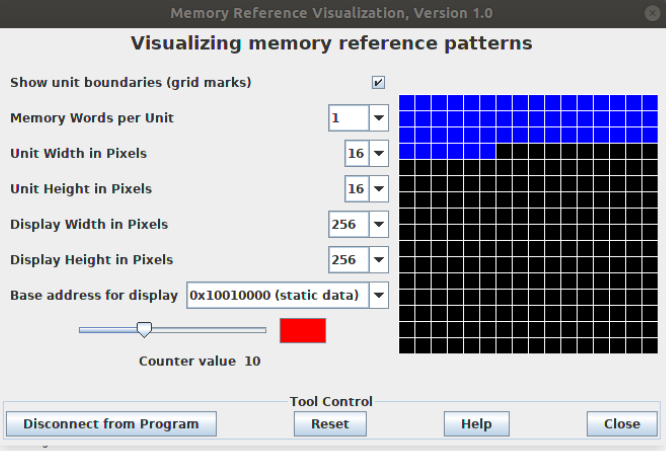 Memory Reference Visualization, Version 1.0
Visualizing memory reference patterns
Show unit boundaries (grid marks)
Memory Words per Unit 1
Unit Width in Pixels 16
Unit Height in Pixels 16
Display Width in Pixels 256
Display Height in Pixels 256
Base address for display 0x10010000 (static data)
Counter value 10
Tool Control
Disconnect from Program Reset Help Close